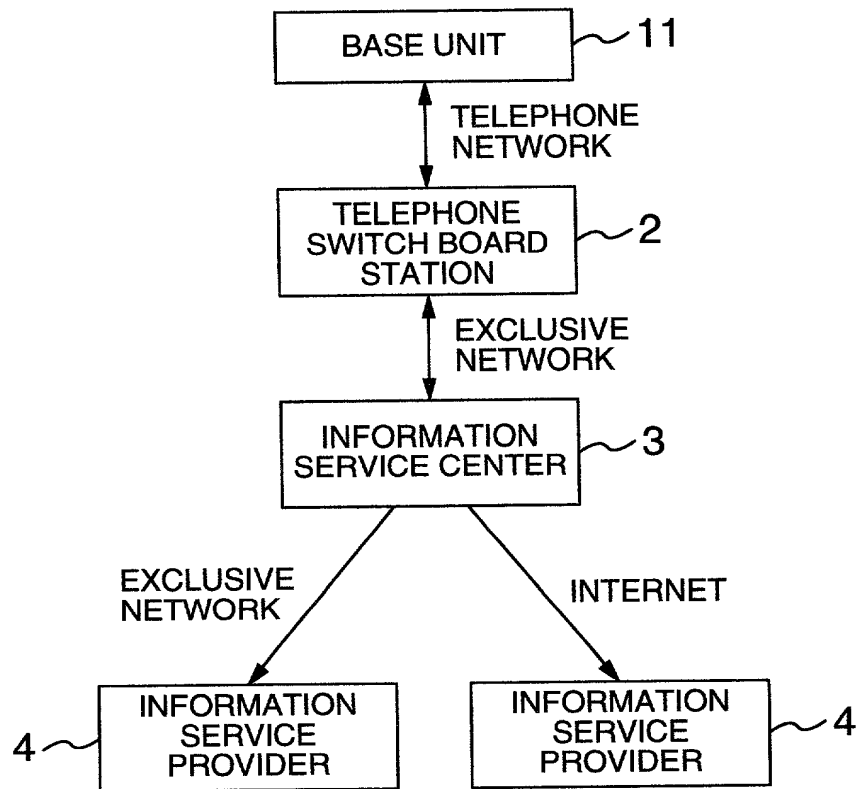 BASE UNIT
11
TELEPHONE
NETWORK
TELEPHONE
SWITCH BOARD
STATION
2
EXCLUSIVE
NETWORK
INFORMATION
SERVICE CENTER
3
EXCLUSIVE
NETWORK
INTERNET
4
INFORMATION
SERVICE
PROVIDER
INFORMATION
SERVICE
PROVIDER
4